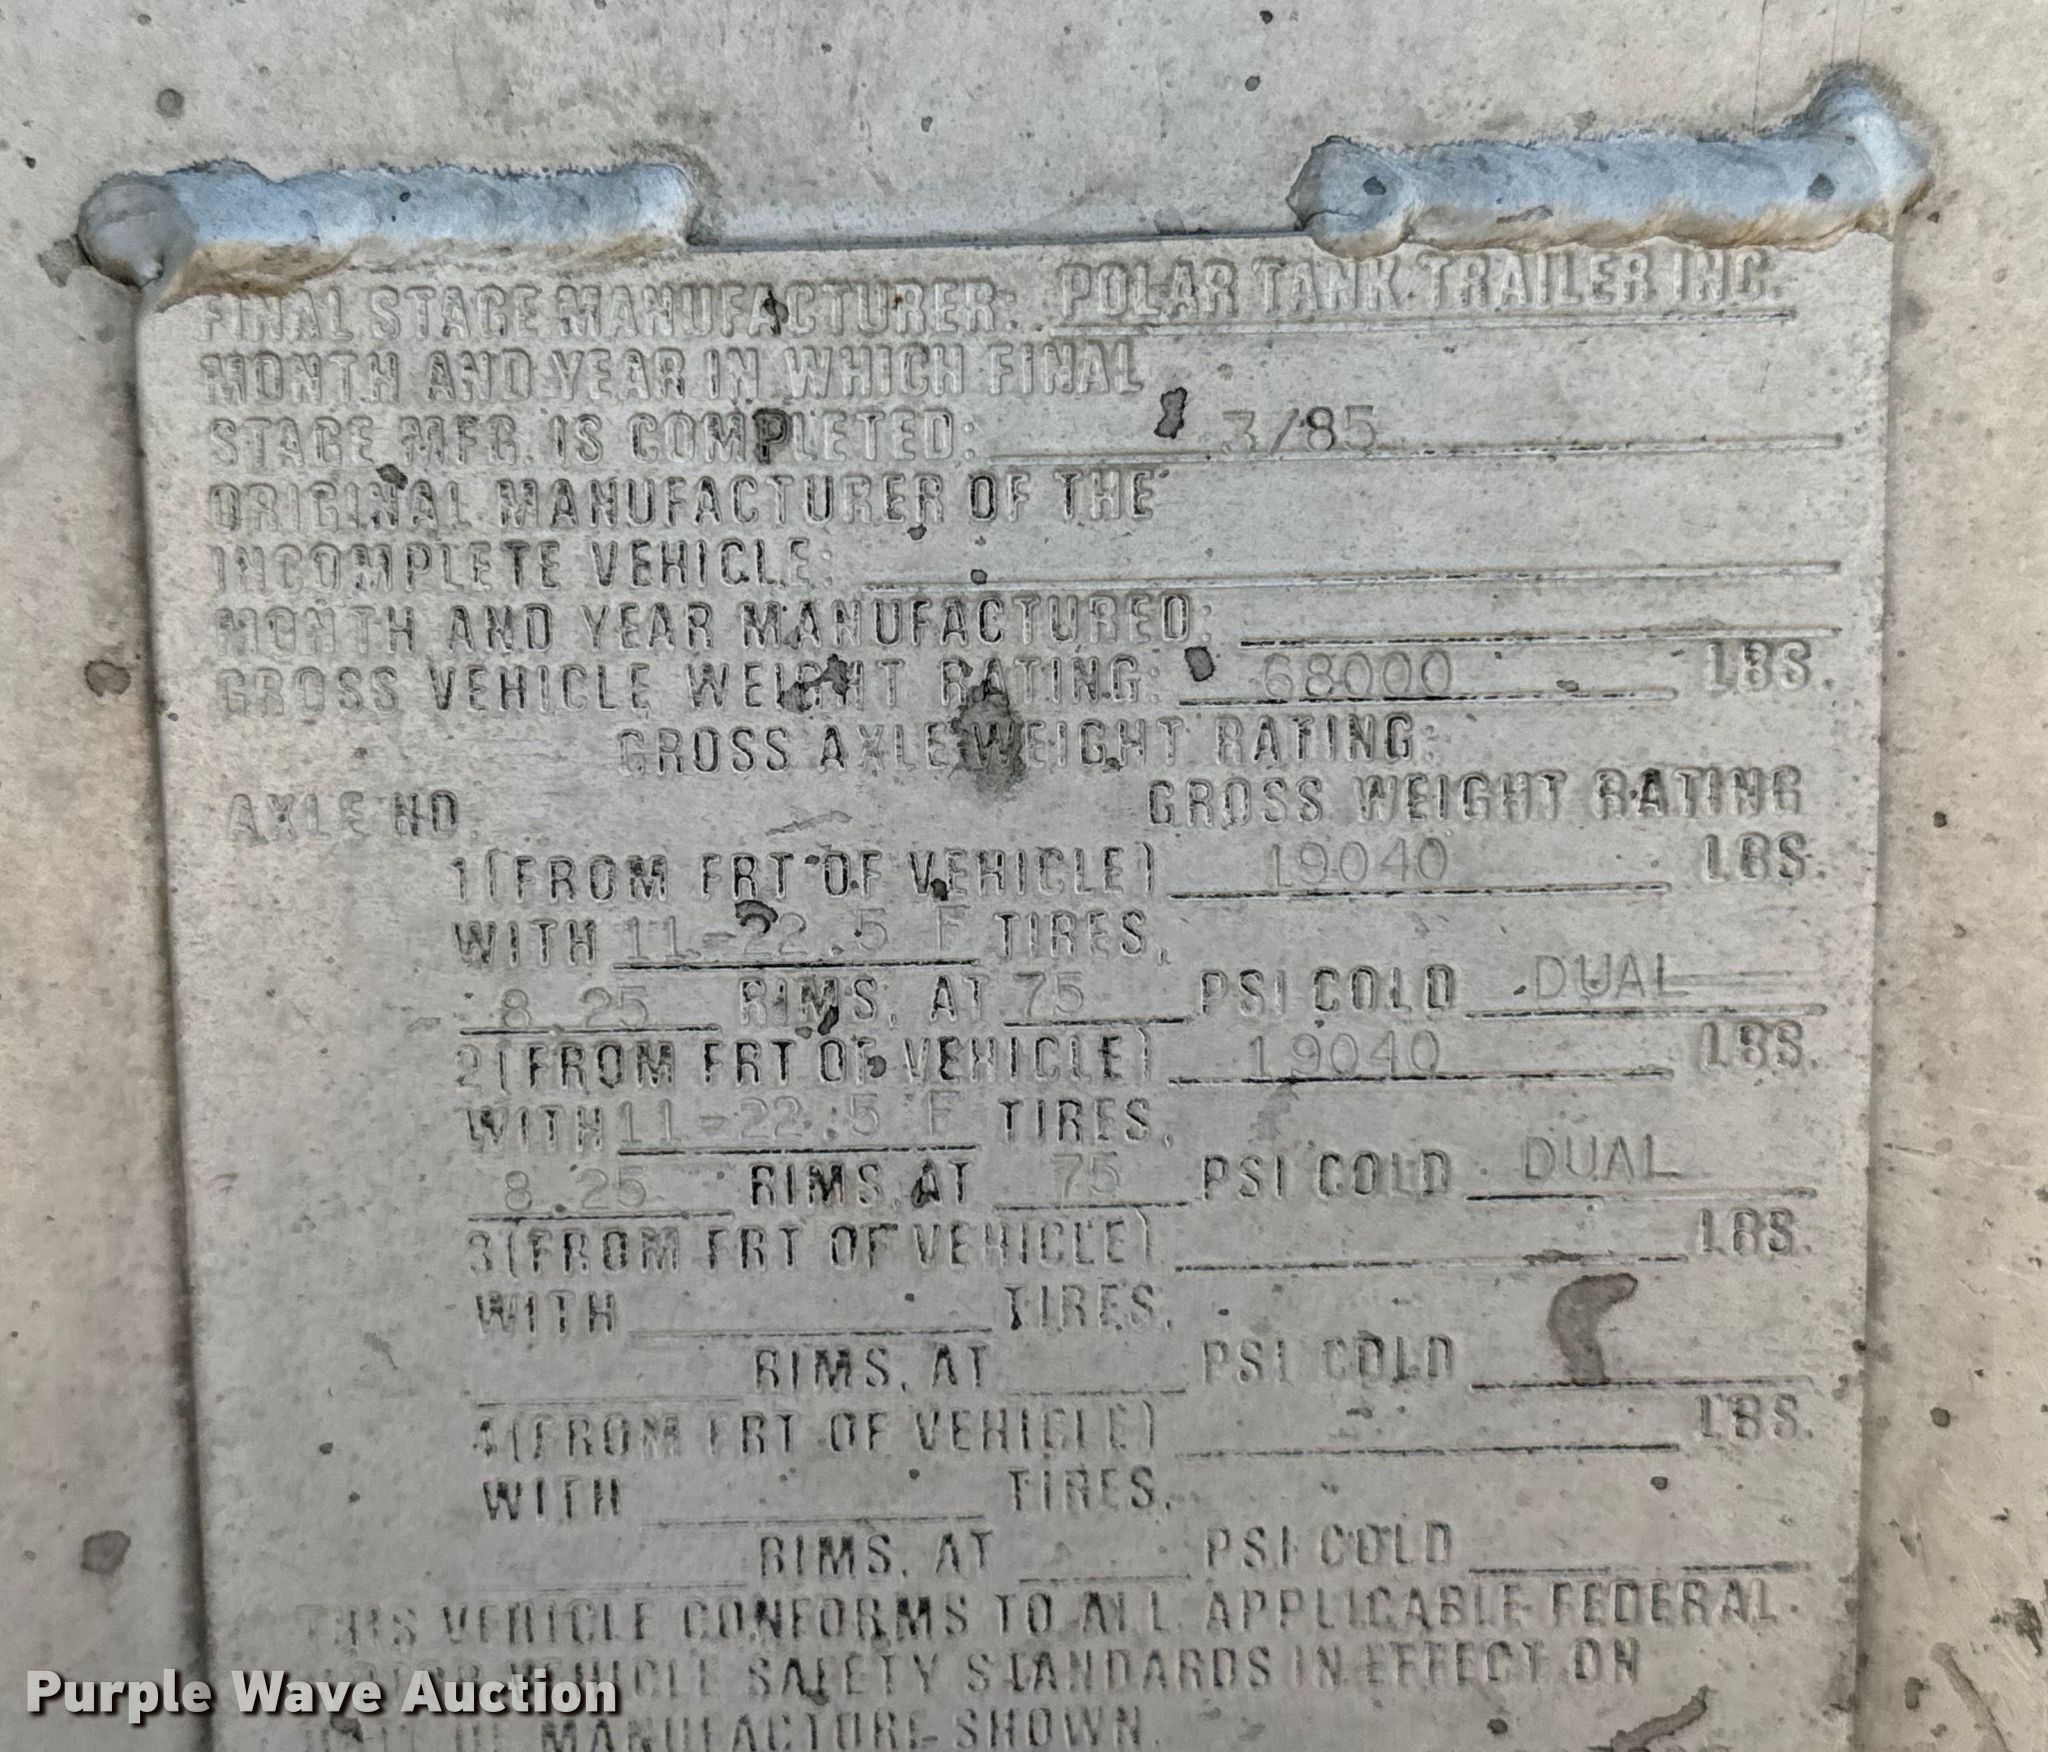 FINAL STAGE MANUFACTURER: POLAR TANK TRAILER INC.
MONTH AND YEAR IN WHICH FINAL
STAGE MFG. IS COMPLETED: 3/85
ORIGINAL MANUFACTURER OF THE
INCOMPLETE VEHICLE:
MONTH AND YEAR MANUFACTURED:
GROSS VEHICLE WEIGHT RATING: 68000 LBS.
GROSS AXLE WEIGHT RATING:
AXLE NO. GROSS WEIGHT RATING
1(FROM FRT OF VEHICLE) 19040 LBS.
WITH 11-22.5 F TIRES,
8.25 RIMS, AT 75 PSI COLD DUAL
2(FROM FRT OF VEHICLE) 19040 LBS.
WITH 11-22.5 F TIRES,
8.25 RIMS, AT 75 PSI COLD DUAL
3(FROM FRT OF VEHICLE) LBS.
WITH TIRES,
RIMS, AT PSI COLD
4(FROM FRT OF VEHICLE) LBS.
WITH TIRES,
RIMS, AT PSI COLD
THIS VEHICLE CONFORMS TO ALL APPLICABLE FEDERAL
MOTOR VEHICLE SAFETY STANDARDS IN EFFECT ON
DATE OF MANUFACTURE SHOWN.
Purple Wave Auction